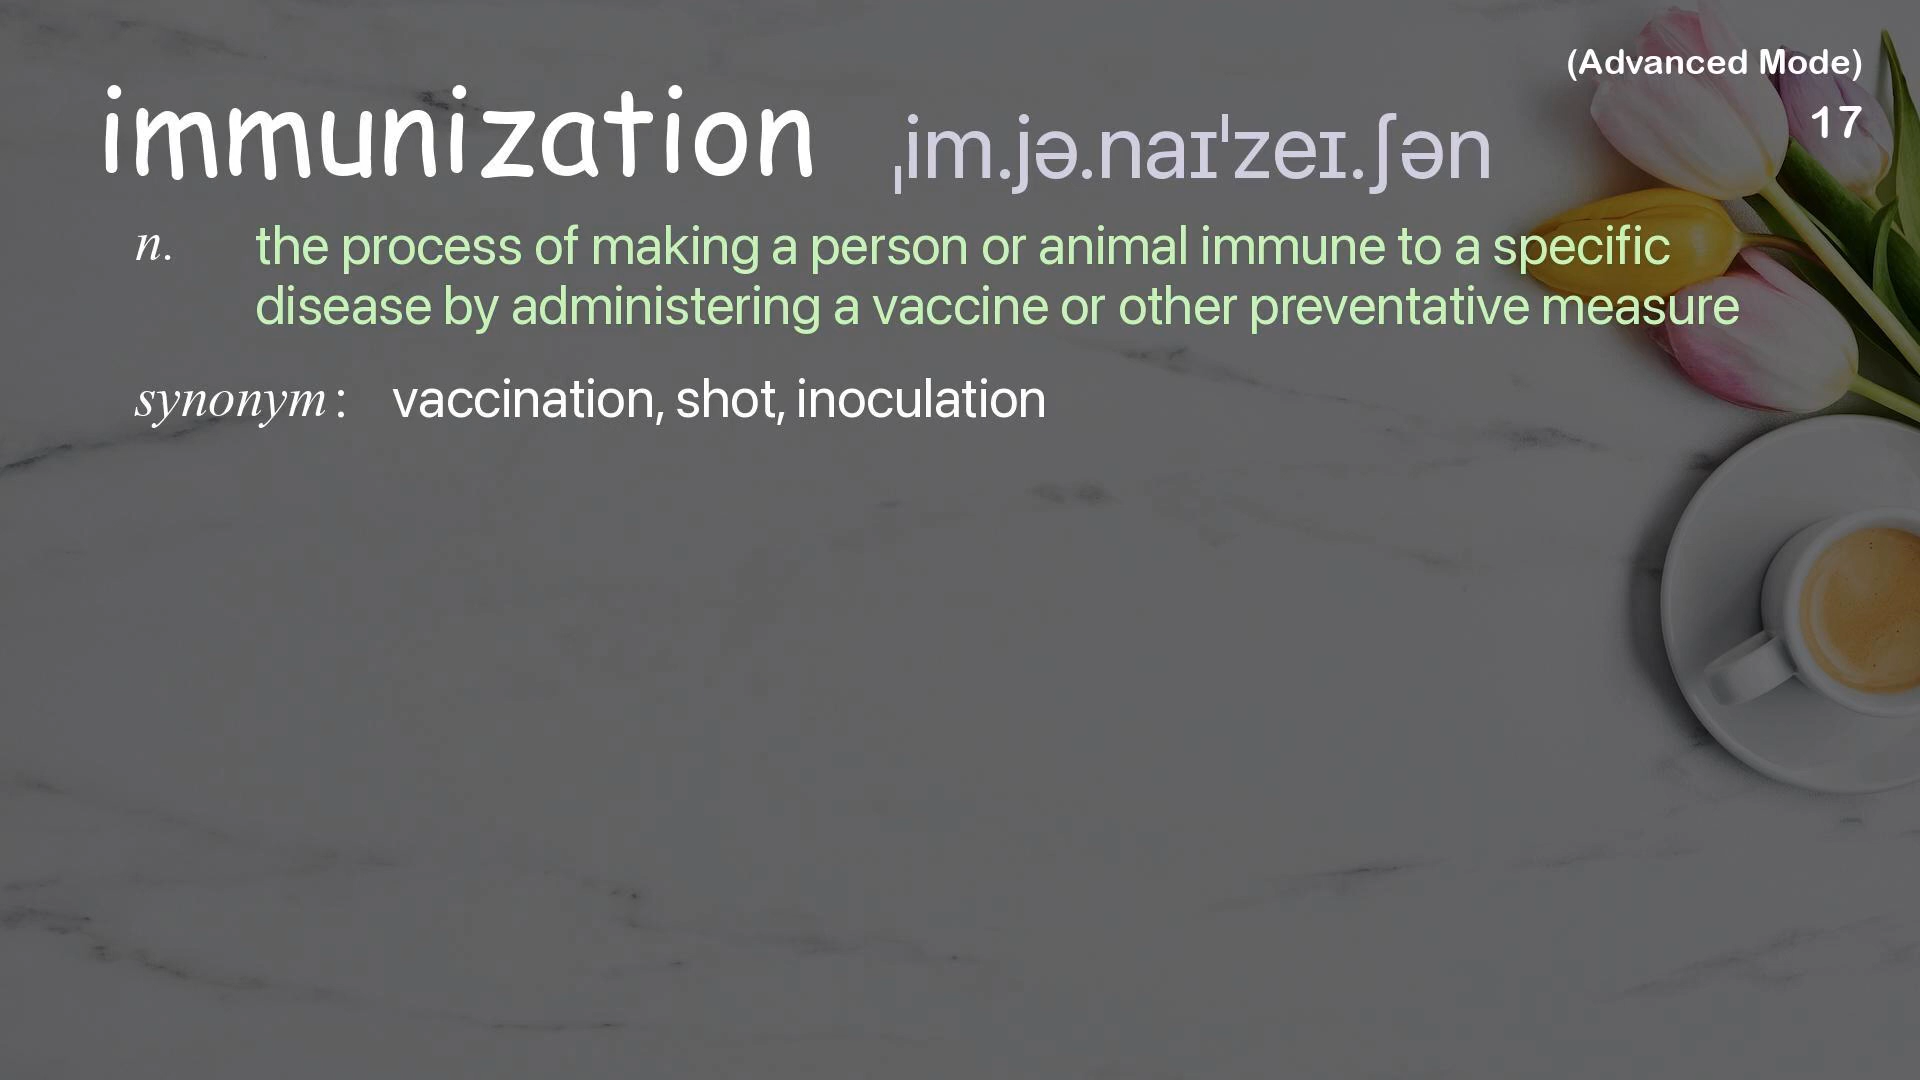 (Advanced Mode)
immunization ˌim.jə.naɪˈzeɪ.ʃən
17
n. the process of making a person or animal immune to a specific
disease by administering a vaccine or other preventative measure
synonym: vaccination, shot, inoculation